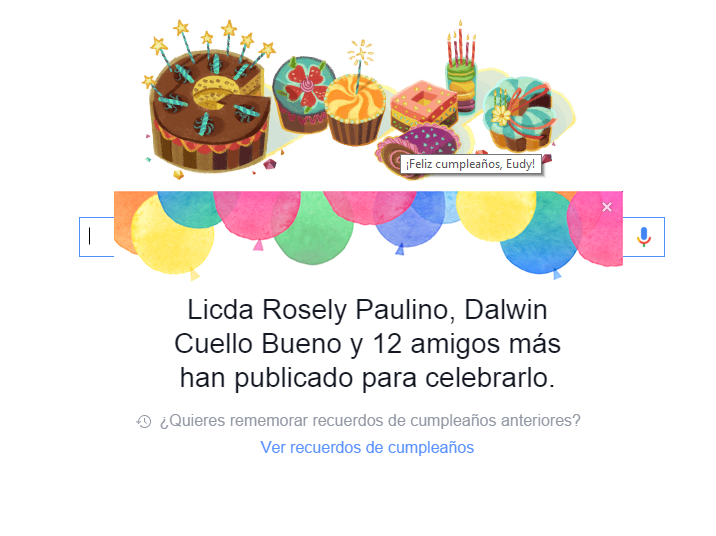 ¡Feliz cumpleaños, Eudy!
Licda Rosely Paulino, Dalwin
Cuello Bueno y 12 amigos más
han publicado para celebrarlo.
¿Quieres rememorar recuerdos de cumpleaños anteriores?
Ver recuerdos de cumpleaños